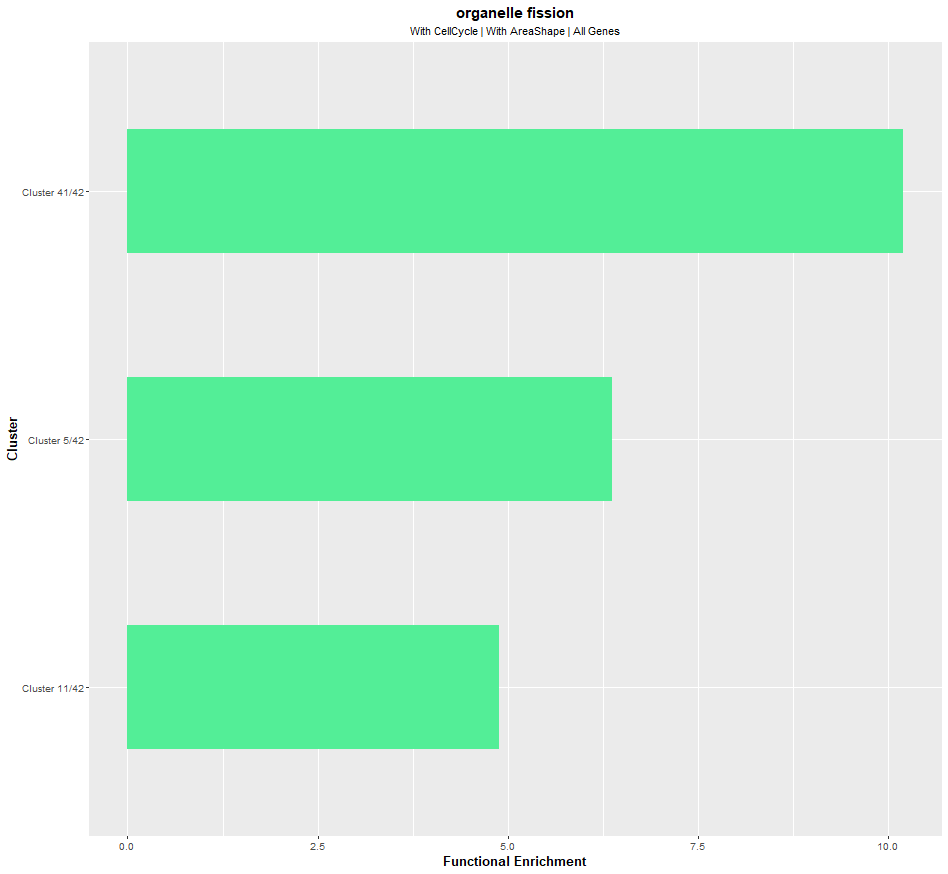 organelle fission
With CellCycle | With AreaShape | All Genes
Cluster
Cluster 41/42
Cluster 5/42
Cluster 11/42
0.0 2.5 5.0 7.5 10.0
Functional Enrichment